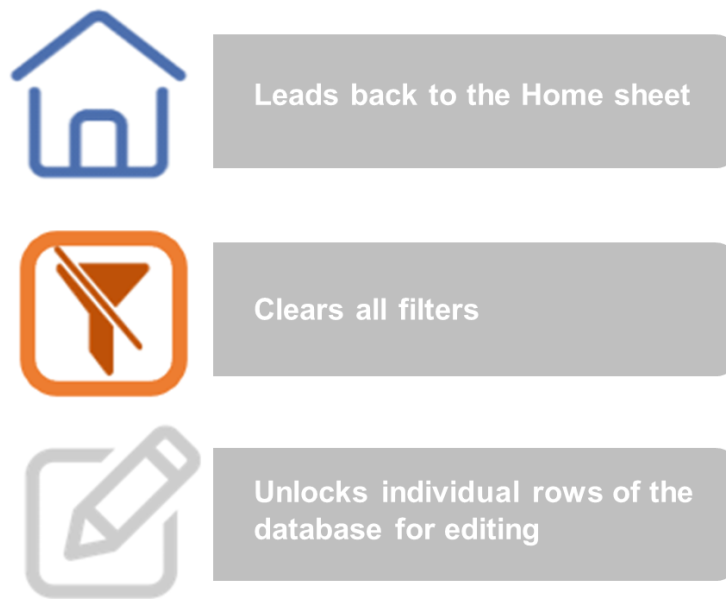 Leads back to the Home sheet
Clears all filters
Unlocks individual rows of the
database for editing